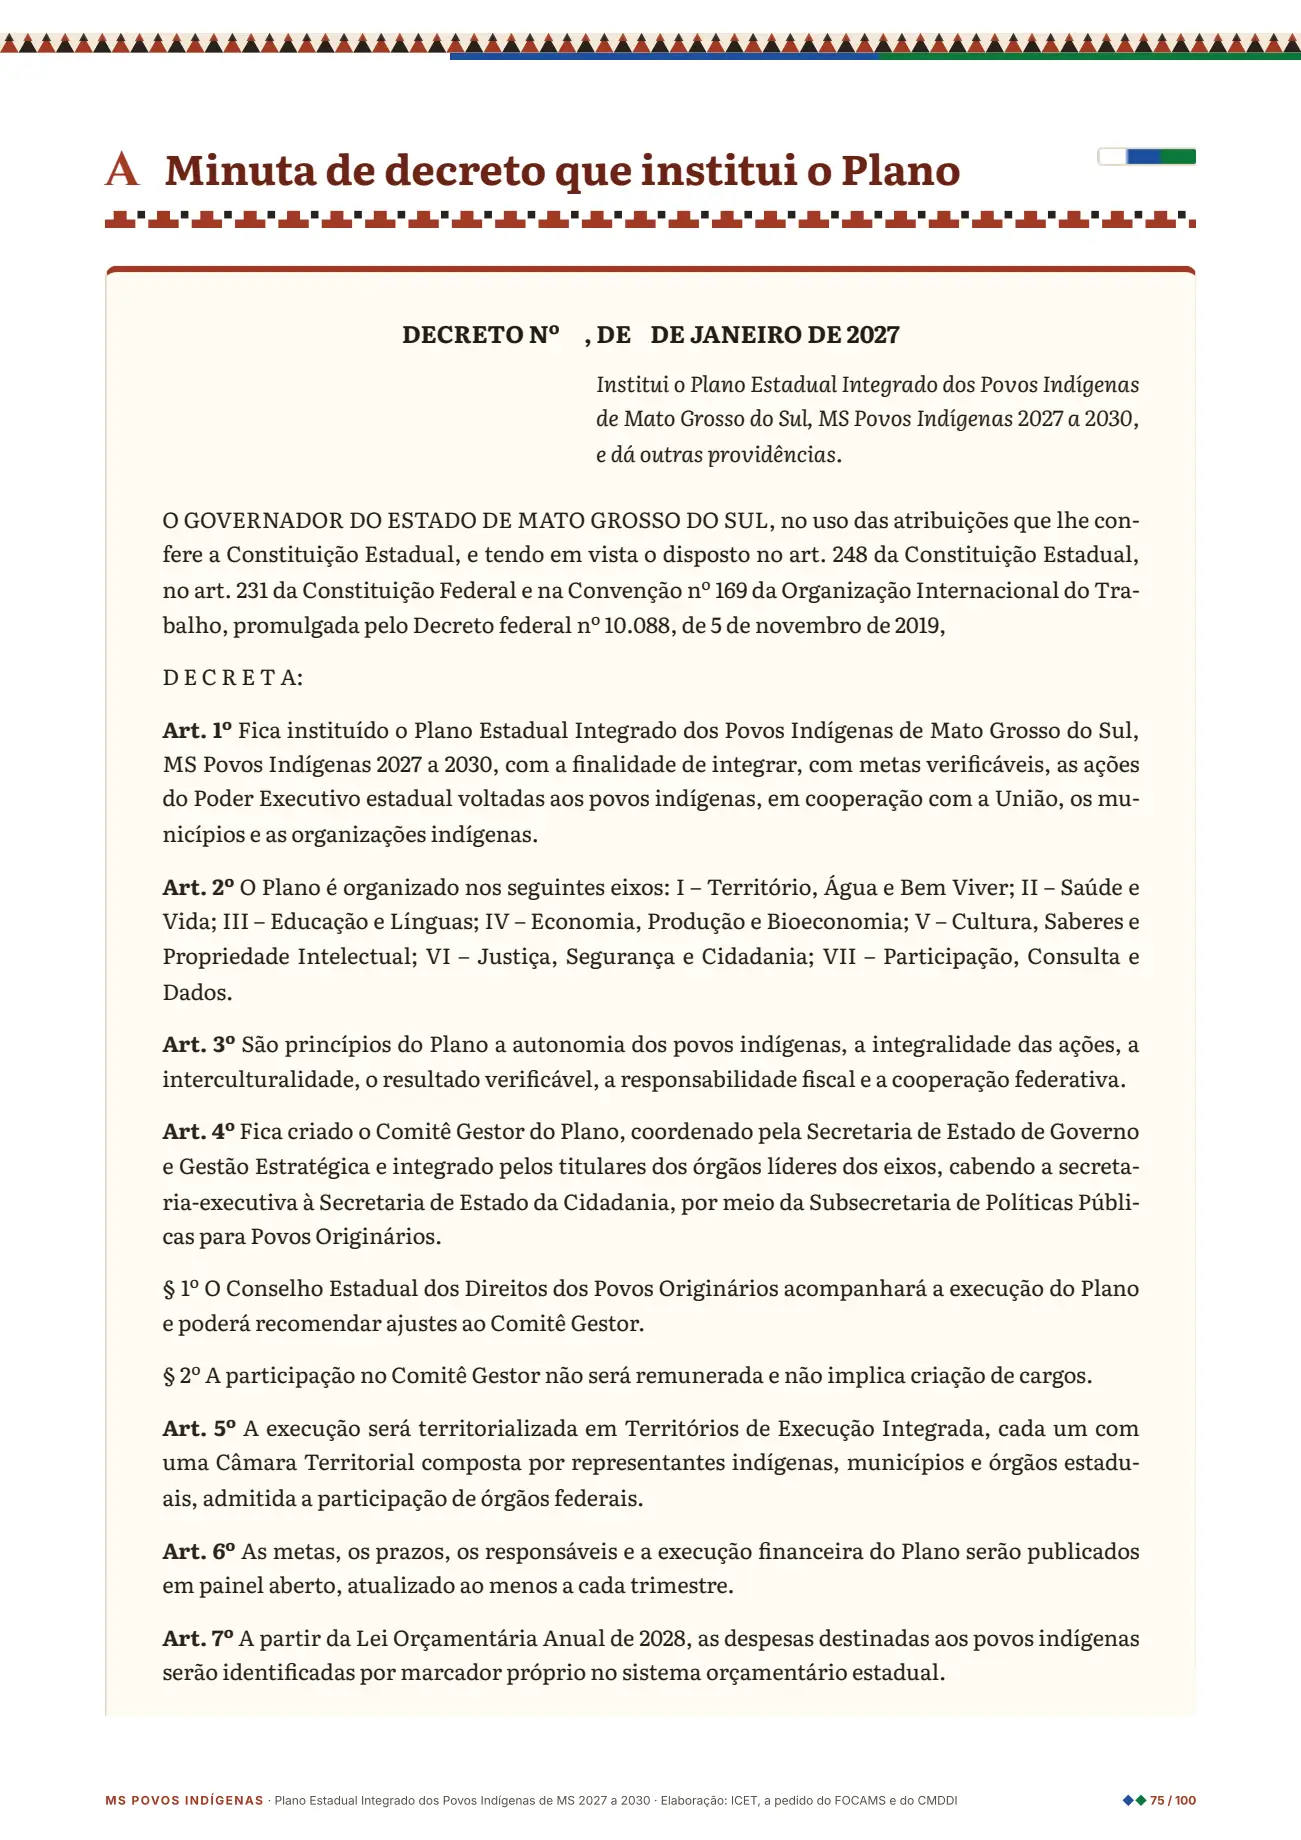 A Minuta de decreto que institui o Plano
DECRETO Nº , DE DE JANEIRO DE 2027
Institui o Plano Estadual Integrado dos Povos Indígenas
de Mato Grosso do Sul, MS Povos Indígenas 2027 a 2030,
e dá outras providências.
O GOVERNADOR DO ESTADO DE MATO GROSSO DO SUL, no uso das atribuições que lhe con-
fere a Constituição Estadual, e tendo em vista o disposto no art. 248 da Constituição Estadual,
no art. 231 da Constituição Federal e na Convenção nº 169 da Organização Internacional do Tra-
balho, promulgada pelo Decreto federal nº 10.088, de 5 de novembro de 2019,
D E C R E T A:
Art. 1º Fica instituído o Plano Estadual Integrado dos Povos Indígenas de Mato Grosso do Sul,
MS Povos Indígenas 2027 a 2030, com a finalidade de integrar, com metas verificáveis, as ações
do Poder Executivo estadual voltadas aos povos indígenas, em cooperação com a União, os mu-
nicípios e as organizações indígenas.
Art. 2º O Plano é organizado nos seguintes eixos: I – Território, Água e Bem Viver; II – Saúde e
Vida; III – Educação e Línguas; IV – Economia, Produção e Bioeconomia; V – Cultura, Saberes e
Propriedade Intelectual; VI – Justiça, Segurança e Cidadania; VII – Participação, Consulta e
Dados.
Art. 3º São princípios do Plano a autonomia dos povos indígenas, a integralidade das ações, a
interculturalidade, o resultado verificável, a responsabilidade fiscal e a cooperação federativa.
Art. 4º Fica criado o Comitê Gestor do Plano, coordenado pela Secretaria de Estado de Governo
e Gestão Estratégica e integrado pelos titulares dos órgãos líderes dos eixos, cabendo a secreta-
ria-executiva à Secretaria de Estado da Cidadania, por meio da Subsecretaria de Políticas Públi-
cas para Povos Originários.
§ 1º O Conselho Estadual dos Direitos dos Povos Originários acompanhará a execução do Plano
e poderá recomendar ajustes ao Comitê Gestor.
§ 2º A participação no Comitê Gestor não será remunerada e não implica criação de cargos.
Art. 5º A execução será territorializada em Territórios de Execução Integrada, cada um com
uma Câmara Territorial composta por representantes indígenas, municípios e órgãos estadu-
ais, admitida a participação de órgãos federais.
Art. 6º As metas, os prazos, os responsáveis e a execução financeira do Plano serão publicados
em painel aberto, atualizado ao menos a cada trimestre.
Art. 7º A partir da Lei Orçamentária Anual de 2028, as despesas destinadas aos povos indígenas
serão identificadas por marcador próprio no sistema orçamentário estadual.
MS POVOS INDÍGENAS · Plano Estadual Integrado dos Povos Indígenas de MS 2027 a 2030 · Elaboração: ICET, a pedido do FOCAMS e do CMDDI
75 / 100